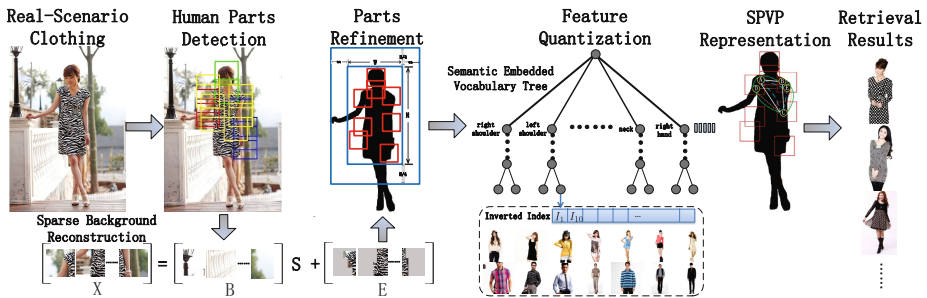 Real-Scenario
Clothing
Human Parts
Detection
Parts
Refinement
Feature
Quantization
SPVP
Representation
Retrieval
Results
Semantic Embedded
Vocabulary Tree
right
shoulder
left
shoulder
neck
right
hand
Sparse Background
Reconstruction
Inverted Index
I1 I10 ...
X = B S + E
W
H
H/4